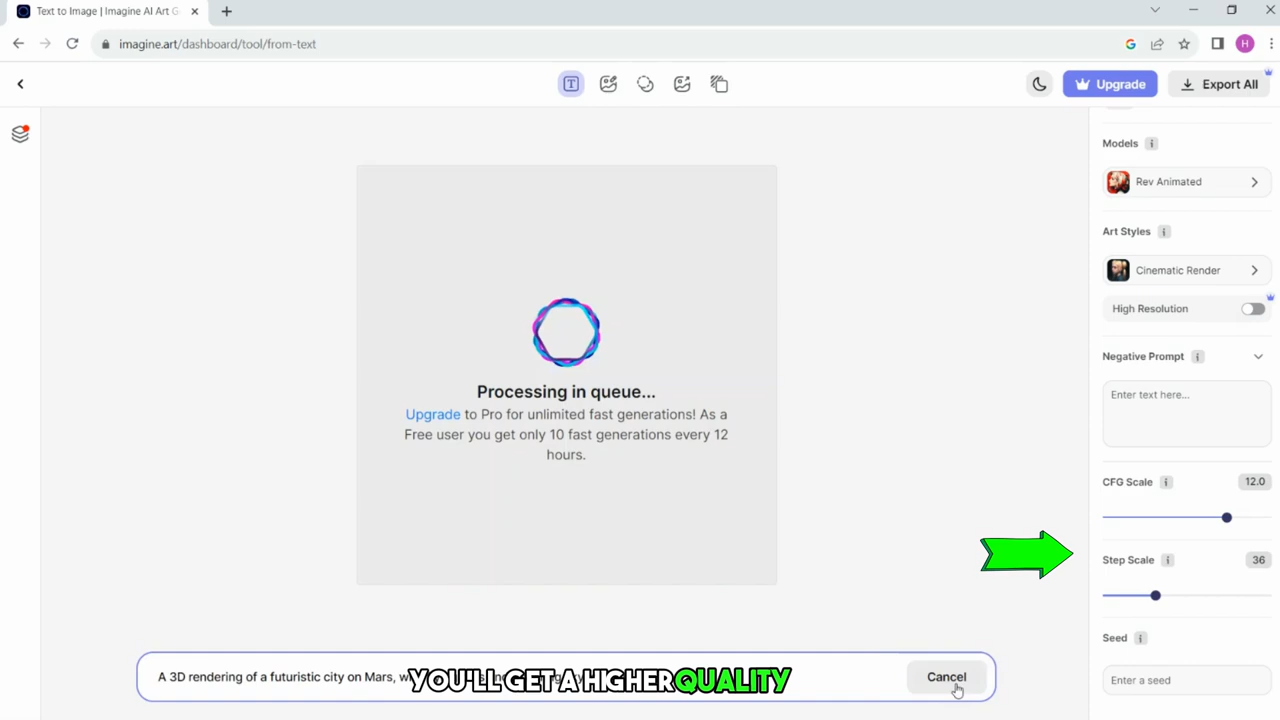 Text to Image | Imagine AI Art G
imagine.art/dashboard/tool/from-text
H
T
Upgrade
Export All
Models i
Rev Animated
Art Styles i
Cinematic Render
High Resolution
Negative Prompt i
Enter text here...
CFG Scale i 12.0
Step Scale i 36
Seed i
Enter a seed
Processing in queue...
Upgrade to Pro for unlimited fast generations! As a
Free user you get only 10 fast generations every 12
hours.
A 3D rendering of a futuristic city on Mars,
Cancel
YOU'LL GET A HIGHER QUALITY